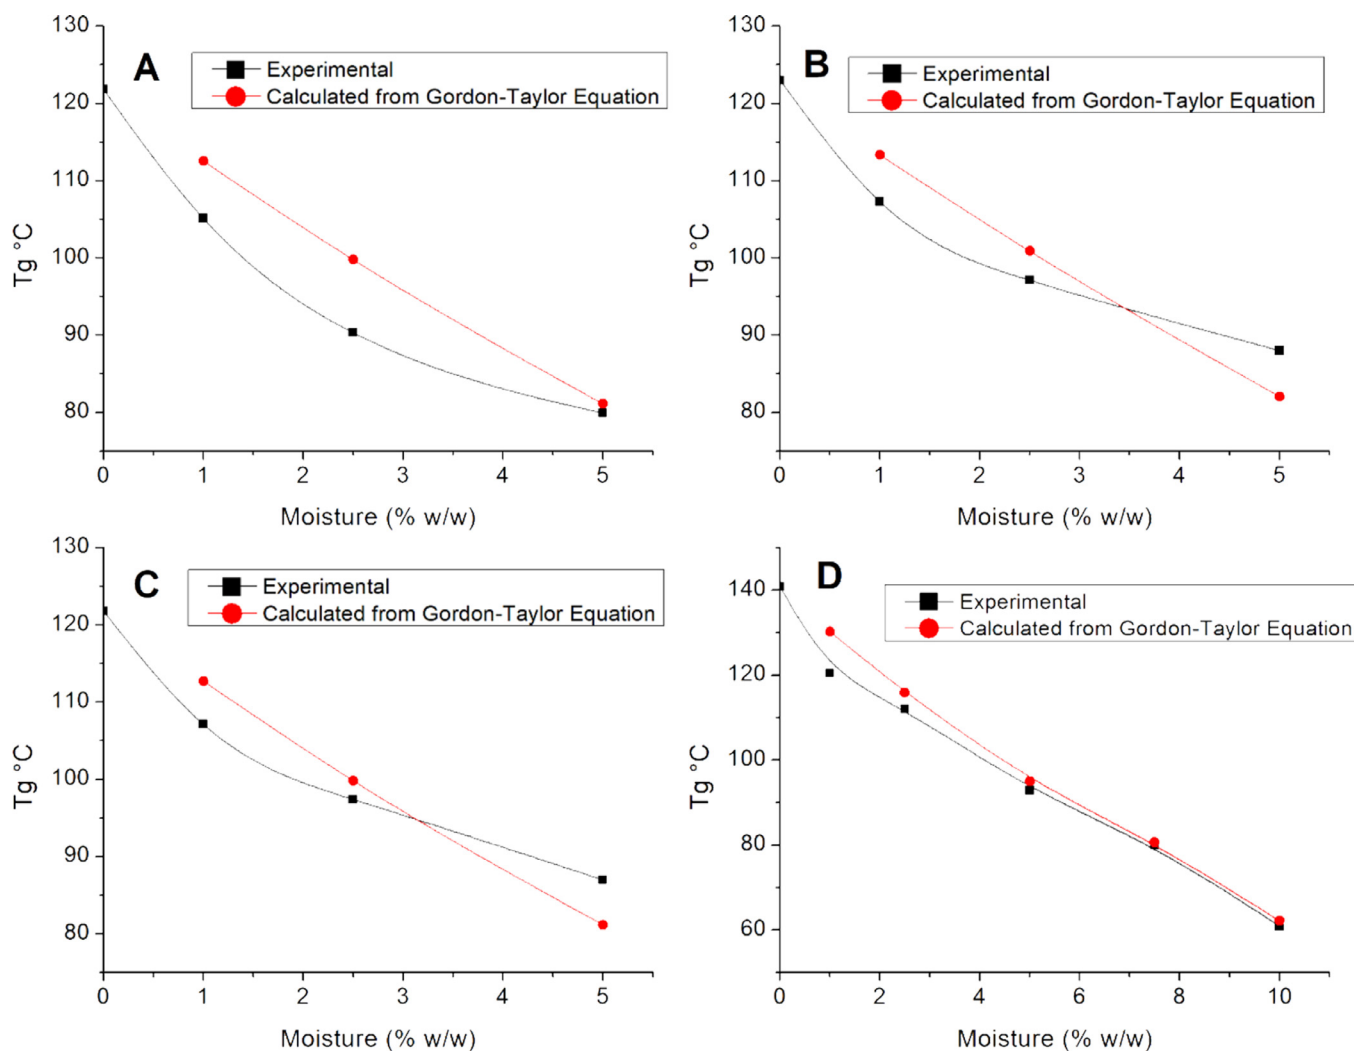 A
Experimental
Calculated from Gordon-Taylor Equation
130
120
110
100
90
80
Tg °C
0 1 2 3 4 5
Moisture (% w/w)
B
Experimental
Calculated from Gordon-Taylor Equation
130
120
110
100
90
80
Tg °C
0 1 2 3 4 5
Moisture (% w/w)
C
Experimental
Calculated from Gordon-Taylor Equation
130
120
110
100
90
80
Tg °C
0 1 2 3 4 5
Moisture (% w/w)
D
Experimental
Calculated from Gordon-Taylor Equation
140
120
100
80
60
Tg °C
0 2 4 6 8 10
Moisture (% w/w)